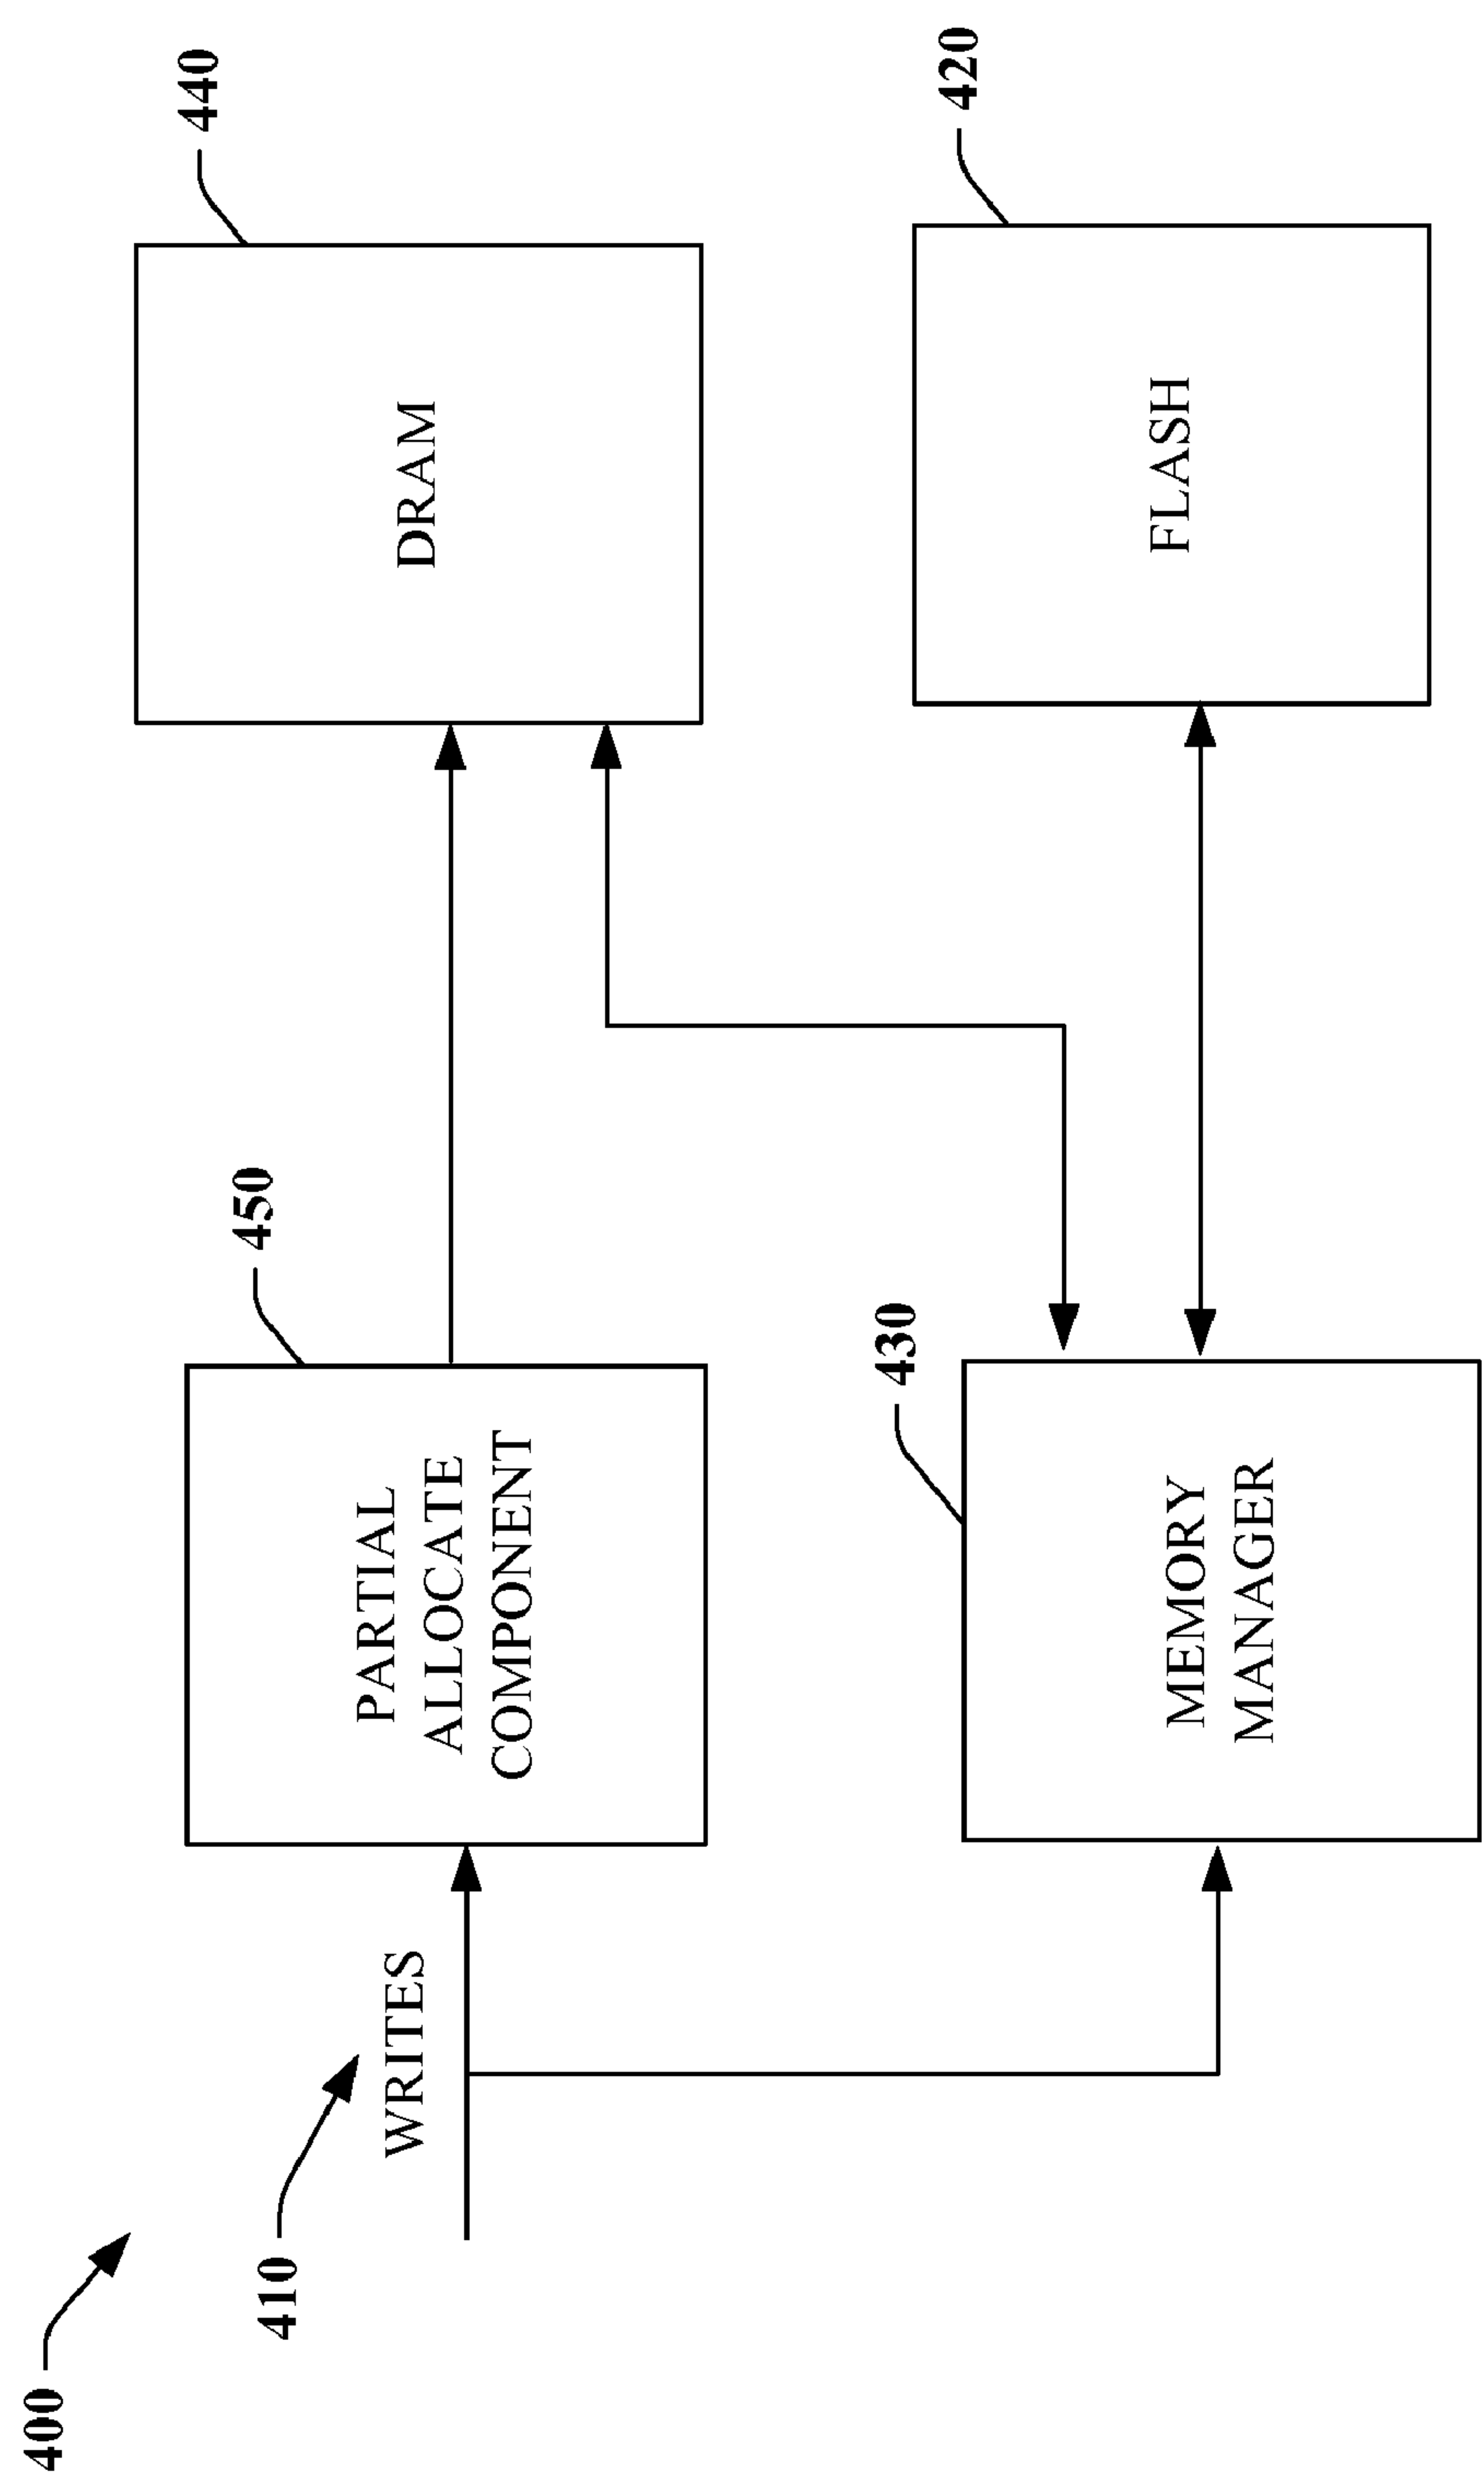 400
410
WRITES
PARTIAL
ALLOCATE
COMPONENT
450
DRAM
440
MEMORY
MANAGER
430
FLASH
420